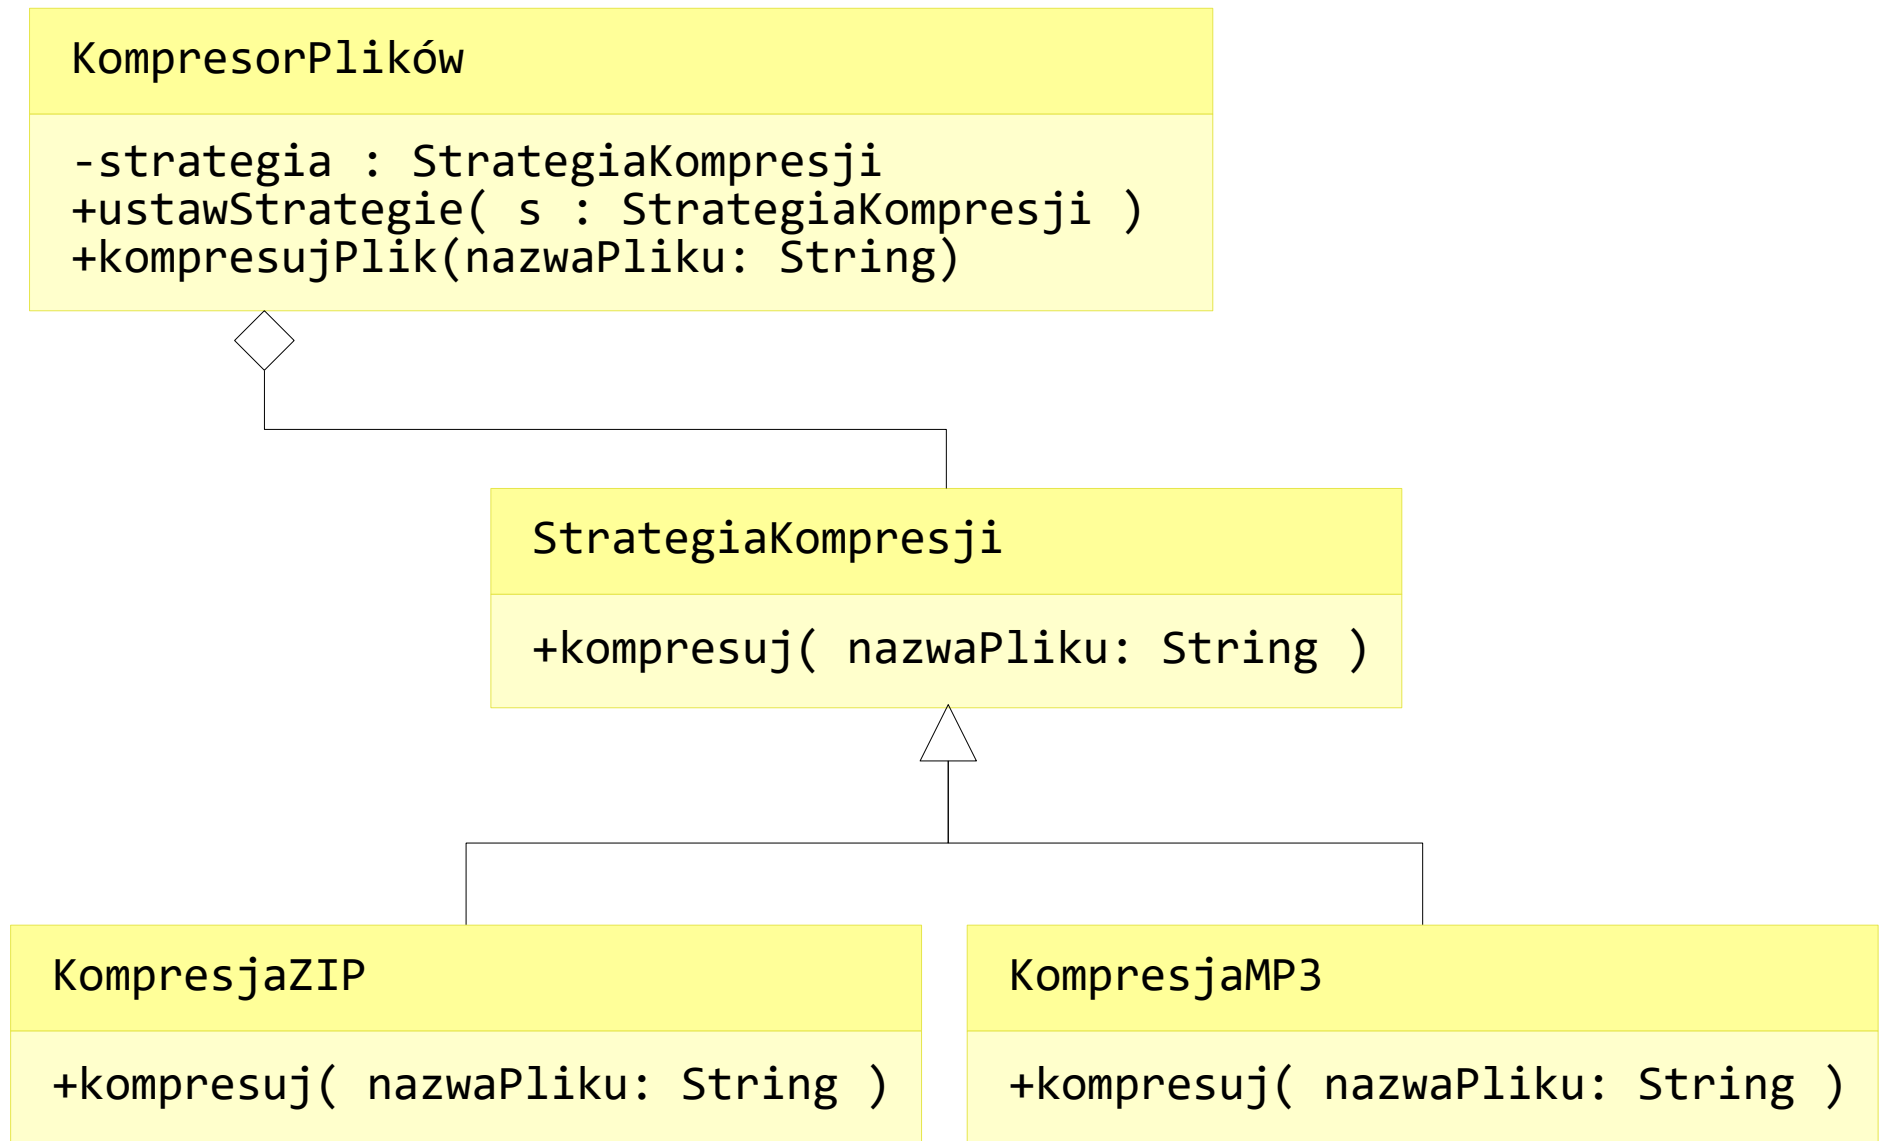 KompresorPlików
-strategia : StrategiaKompresji
+ustawStrategie( s : StrategiaKompresji )
+kompresujPlik(nazwaPliku: String)
StrategiaKompresji
+kompresuj( nazwaPliku: String )
KompresjaZIP
+kompresuj( nazwaPliku: String )
KompresjaMP3
+kompresuj( nazwaPliku: String )